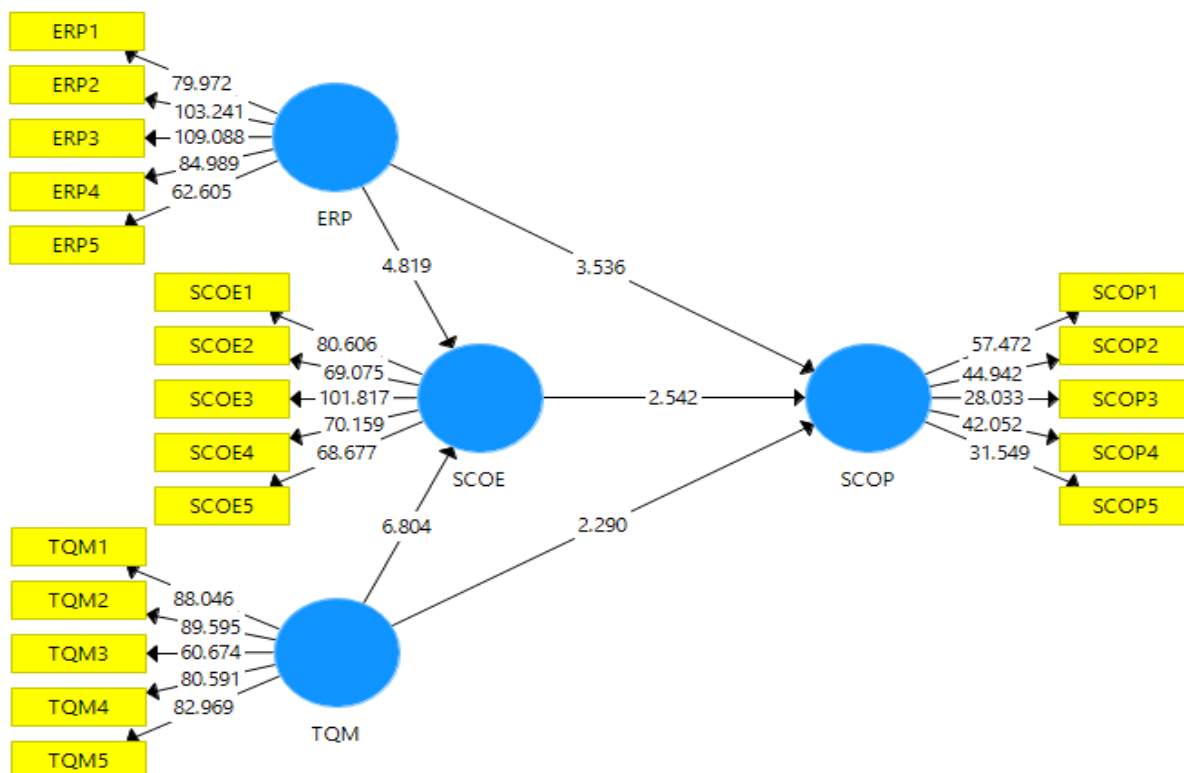 ERP1
79.972
ERP2
103.241
ERP3
109.088
ERP4
84.989
ERP5
62.605
ERP
4.819
3.536
SCOE1
80.606
SCOE2
69.075
SCOE3
101.817
SCOE4
70.159
SCOE5
68.677
SCOE
2.542
SCOP
SCOP1
57.472
SCOP2
44.942
SCOP3
28.033
SCOP4
42.052
SCOP5
31.549
6.804
2.290
TQM1
88.046
TQM2
89.595
TQM3
60.674
TQM4
80.591
TQM5
82.969
TQM